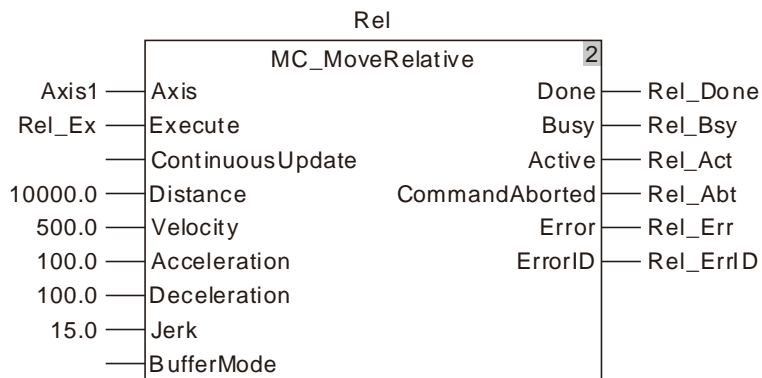 Rel
MC_MoveRelative 2
Axis1 Axis Done Rel_Done
Rel_Ex Execute Busy Rel_Bsy
ContinuousUpdate Active Rel_Act
10000.0 Distance CommandAborted Rel_Abt
500.0 Velocity Error Rel_Err
100.0 Acceleration ErrorID Rel_ErrID
100.0 Deceleration
15.0 Jerk
BufferMode